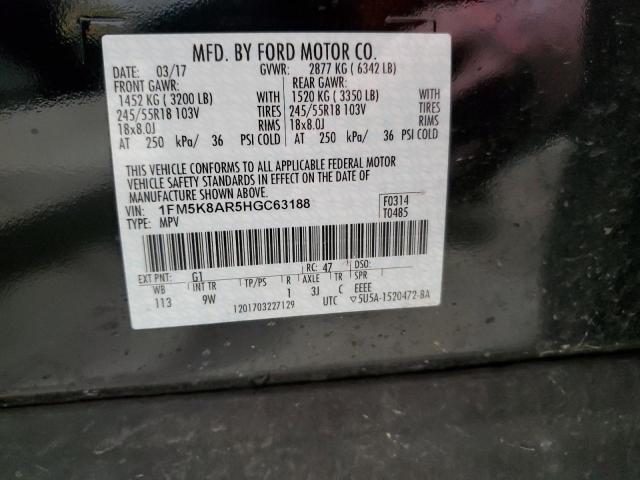 MFD. BY FORD MOTOR CO.
DATE: 03/17 GVWR: 2877 KG ( 6342 LB)
FRONT GAWR: REAR GAWR:
1452 KG ( 3200 LB) WITH 1520 KG ( 3350 LB) WITH
245/55R18 103V TIRES 245/55R18 103V TIRES
18x8.0J RIMS 18x8.0J RIMS
AT 250 kPa/ 36 PSI COLD AT 250 kPa/ 36 PSI COLD
THIS VEHICLE CONFORMS TO ALL APPLICABLE FEDERAL MOTOR
VEHICLE SAFETY STANDARDS IN EFFECT ON THE DATE OF
MANUFACTURE SHOWN ABOVE.
VIN: 1FM5K8AR5HGC63188 F0314
TYPE: MPV T0485
EXT PNT: G1 RC: 47 DSO:
WB INT TR TP/PS R AXLE TR SPR
113 9W 1 3J C EEEE
1201703227129 UTC ▽5U5A-1520472-BA